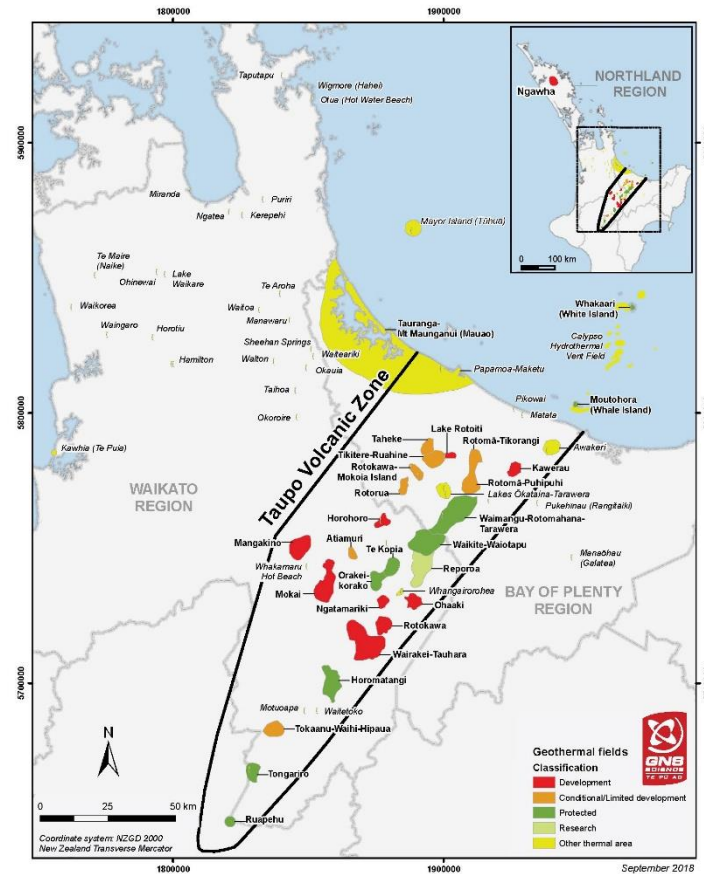 1800000
1900000
5900000
5800000
5700000
5900000
5800000
5700000
1800000
1900000
Taputapu
Wigmore (Hahei)
Otua (Hot Water Beach)
NORTHLAND
REGION
Ngawha
0 100 km
Miranda
Puriri
Ngatea
Kerepehi
Mayor Island (Tūhua)
Te Maire
(Naike)
Ohinewai
Lake
Waikare
Te Aroha
Waikorea
Waitoa
Manawaru
Waingaro
Horotiu
Sheehan Springs
Hamilton
Walton
Waiteariki
Okauia
Taihoa
Okoroire
Tauranga-
Mt Maunganui (Mauao)
Papamoa-Maketu
Whakaari
(White Island)
Calypso
Hydrothermal
Vent Field
Pikowai
Matata
Moutohora
(Whale Island)
Kawhia (Te Puia)
Taupo Volcanic Zone
Taheke
Lake Rotoiti
Rotomā-Tikorangi
Awakeri
Tikitere-Ruahine
Rotokawa-
Mokoia Island
Kawerau
Rotorua
Rotomā-Puhipuhi
Lakes Ōkataina-Tarawera
Pukehinau (Rangitaiki)
WAIKATO
REGION
Horohoro
Waimangu-Rotomahana-
Tarawera
Mangakino
Atiamuri
Te Kopia
Waikite-Waiotapu
Whakamaru
Hot Beach
Orakei-
korako
Reporoa
Manaōhau
(Galatea)
Mokai
Whangairorohea
BAY OF PLENTY
REGION
Ngatamariki
Ohaaki
Rotokawa
Wairakei-Tauhara
Horomatangi
Motuoapa
Waitetoko
Tokaanu-Waihi-Hipaua
Tongariro
Ruapehu
N
0 25 50 km
Coordinate system: NZGD 2000
New Zealand Transverse Mercator
Geothermal fields
Classification
Development
Conditional/Limited development
Protected
Research
Other thermal area
GNS
SCIENCE
TE PŪ AO
September 2018